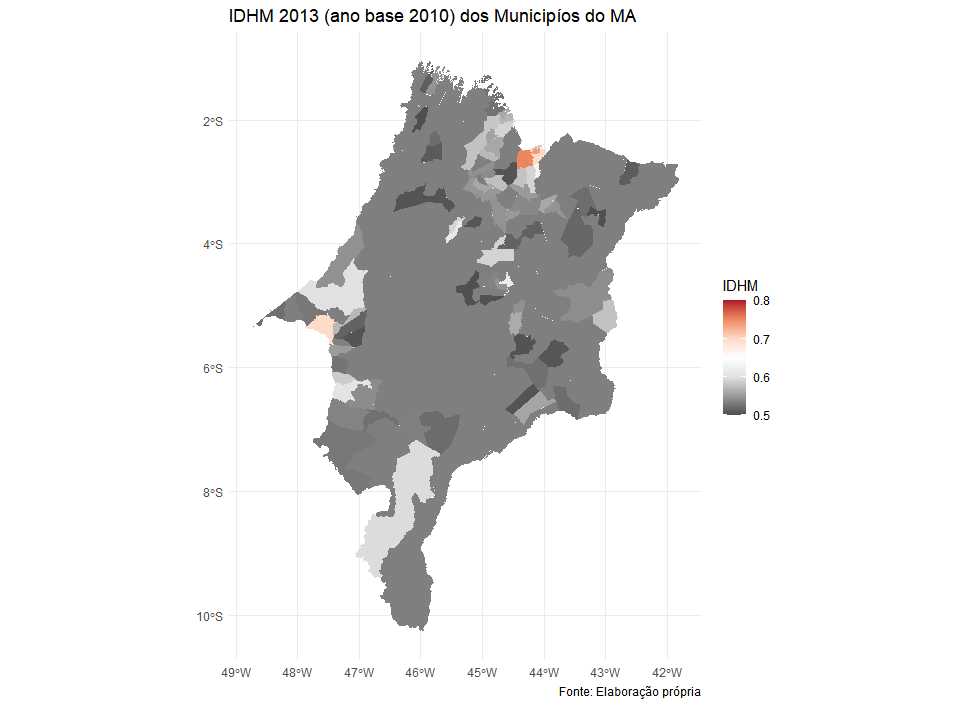 IDHM 2013 (ano base 2010) dos Municipíos do MA
2°S
4°S
6°S
8°S
10°S
49°W 48°W 47°W 46°W 45°W 44°W 43°W 42°W
IDHM
0.8
0.7
0.6
0.5
Fonte: Elaboração própria